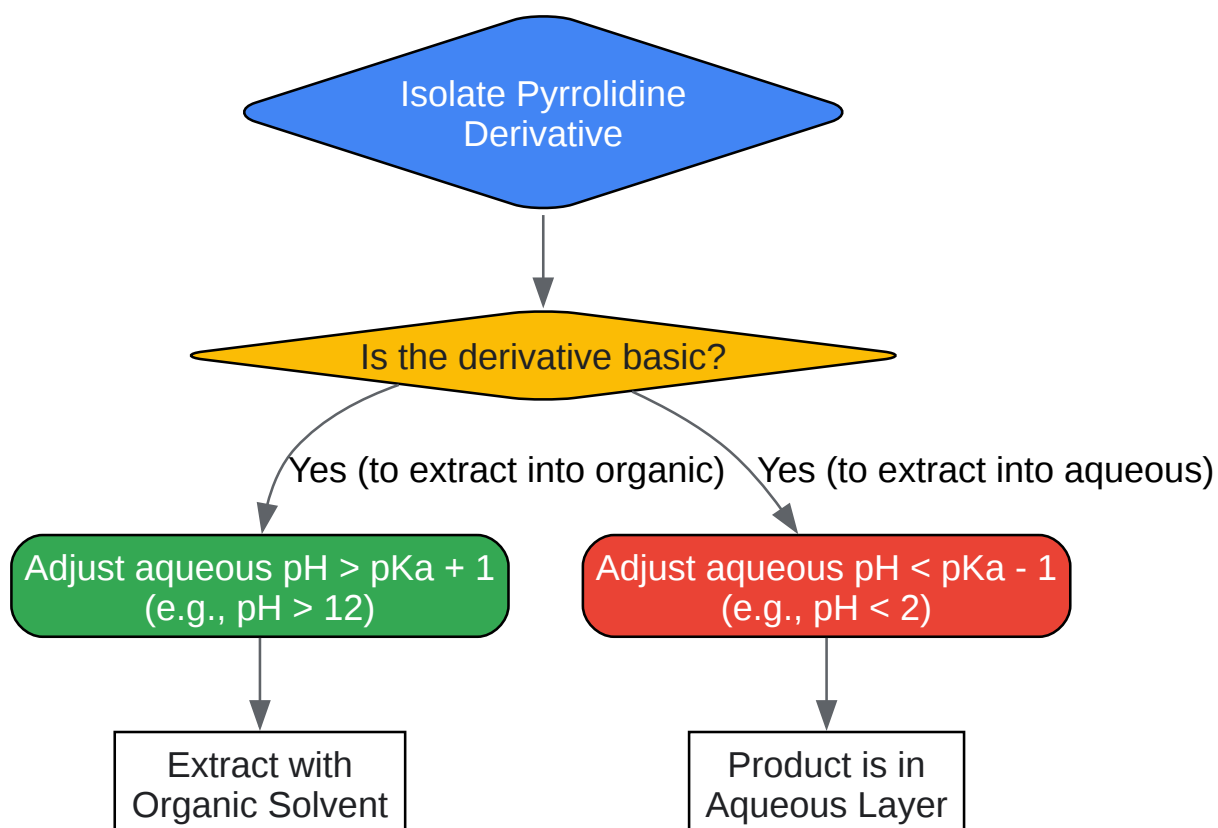 Isolate Pyrrolidine
Derivative
Is the derivative basic?
Yes (to extract into organic)
Yes (to extract into aqueous)
Adjust aqueous pH > pKa + 1
(e.g., pH > 12)
Adjust aqueous pH < pKa - 1
(e.g., pH < 2)
Extract with
Organic Solvent
Product is in
Aqueous Layer